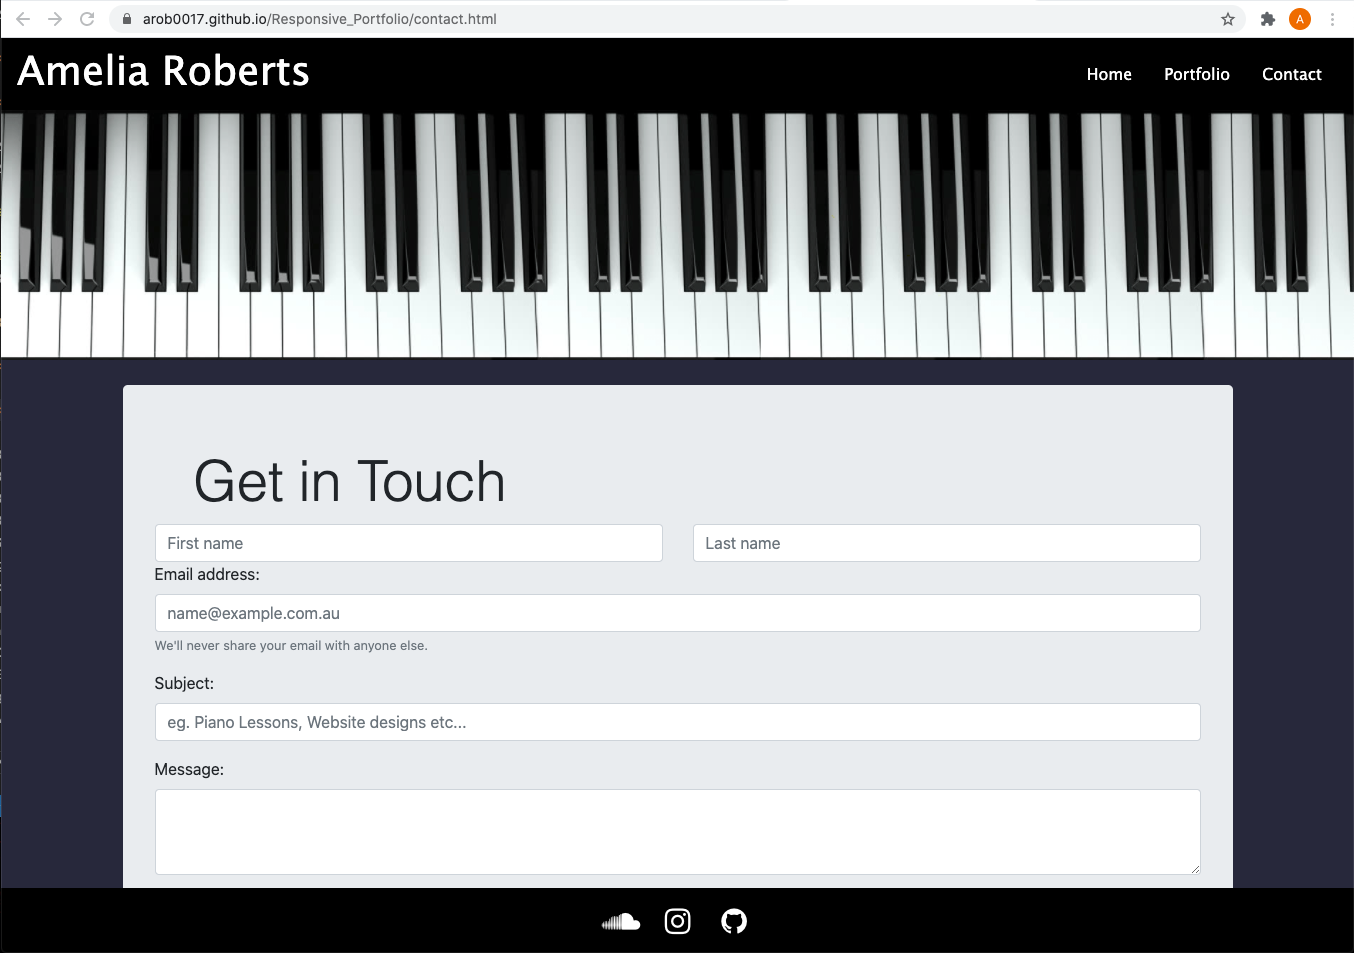 arob0017.github.io/Responsive_Portfolio/contact.html
A
Amelia Roberts
Home Portfolio Contact
Get in Touch
First name Last name
Email address:
name@example.com.au
We'll never share your email with anyone else.
Subject:
eg. Piano Lessons, Website designs etc...
Message: